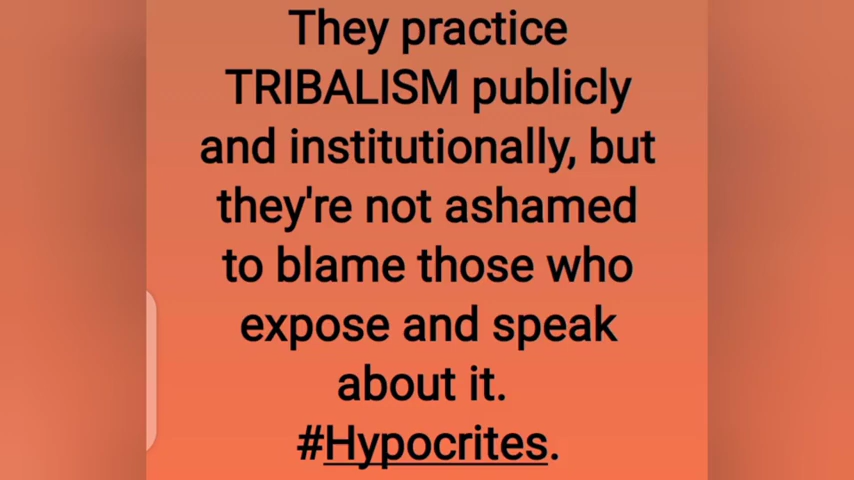 They practice
TRIBALISM publicly
and institutionally, but
they're not ashamed
to blame those who
expose and speak
about it.
#Hypocrites.